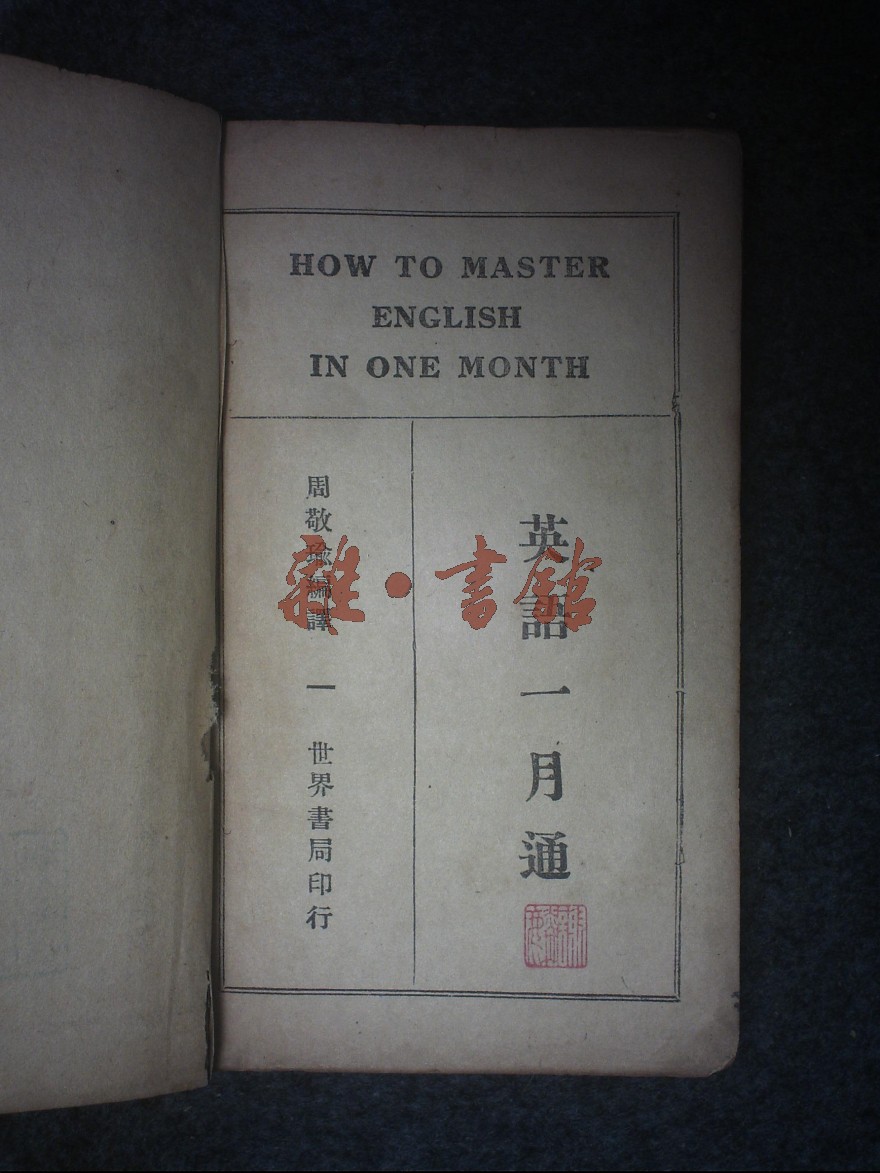 HOW TO MASTER
ENGLISH
IN ONE MONTH
英語一月通
周敬瑜編譯 — 世界書局印行
雜·書館